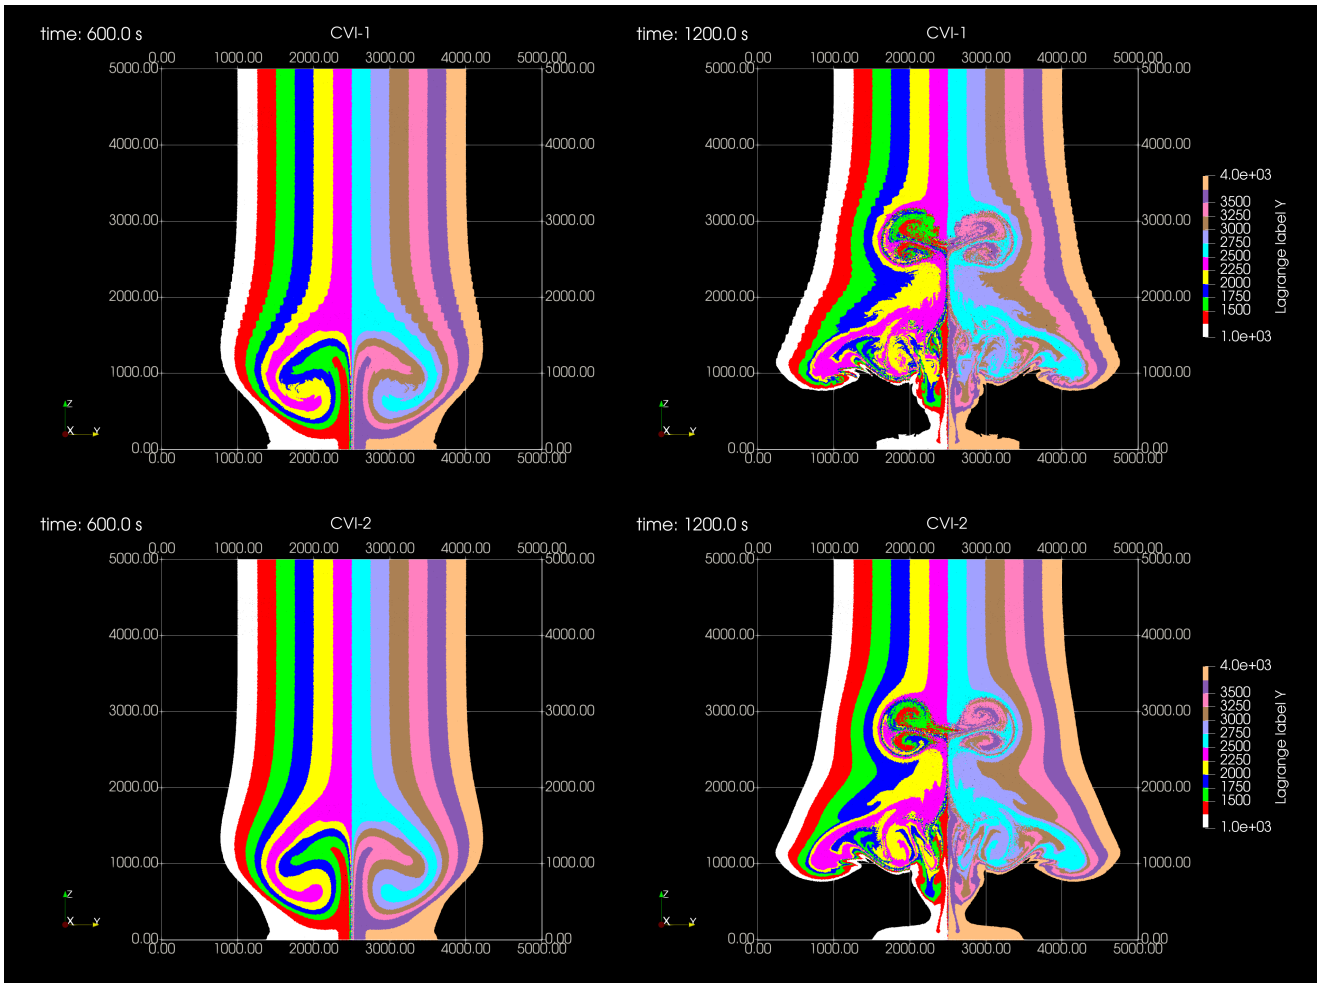 time: 600.0 s
CVI-1
0.00 1000.00 2000.00 3000.00 4000.00 5000.00
5000.00 5000.00
4000.00 4000.00
3000.00 3000.00
2000.00 2000.00
1000.00 1000.00
0.00 0.00
0.00 1000.00 2000.00 3000.00 4000.00 5000.00
Z
X Y
time: 1200.0 s
CVI-1
0.00 1000.00 2000.00 3000.00 4000.00 5000.00
5000.00 5000.00
4000.00 4000.00
3000.00 3000.00
2000.00 2000.00
1000.00 1000.00
0.00 0.00
0.00 1000.00 2000.00 3000.00 4000.00 5000.00
Z
X Y
4.0e+03
3500
3250
3000
2750
2500
2250
2000
1750
1500
1.0e+03
Lagrange label Y
time: 600.0 s
CVI-2
0.00 1000.00 2000.00 3000.00 4000.00 5000.00
5000.00 5000.00
4000.00 4000.00
3000.00 3000.00
2000.00 2000.00
1000.00 1000.00
0.00 0.00
0.00 1000.00 2000.00 3000.00 4000.00 5000.00
Z
X Y
time: 1200.0 s
CVI-2
0.00 1000.00 2000.00 3000.00 4000.00 5000.00
5000.00 5000.00
4000.00 4000.00
3000.00 3000.00
2000.00 2000.00
1000.00 1000.00
0.00 0.00
0.00 1000.00 2000.00 3000.00 4000.00 5000.00
Z
X Y
4.0e+03
3500
3250
3000
2750
2500
2250
2000
1750
1500
1.0e+03
Lagrange label Y